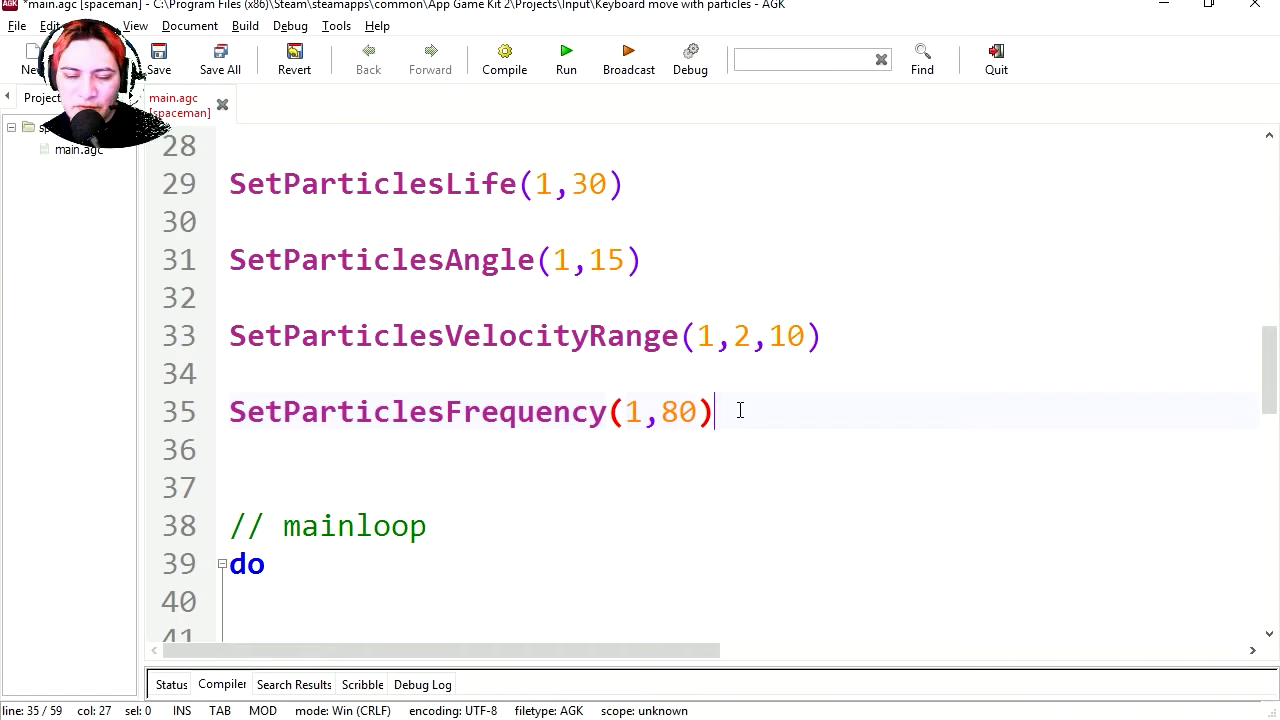 *main.agc [spaceman] - C:\Program Files (x86)\Steam\steamapps\common\App Game Kit 2\Projects\Input\Keyboard move with particles - AGK
File View Document Build Debug Tools Help
Save Save All Revert Back Forward Compile Run Broadcast Debug Find Quit
main.agc
[spaceman]
main.agc
28
29 SetParticlesLife(1,30)
30
31 SetParticlesAngle(1,15)
32
33 SetParticlesVelocityRange(1,2,10)
34
35 SetParticlesFrequency(1,80)
36
37
38 // mainloop
39 do
40
41
Status Compiler Search Results Scribble Debug Log
line: 35 / 59 col: 27 sel: 0 INS TAB MOD mode: Win (CRLF) encoding: UTF-8 filetype: AGK scope: unknown